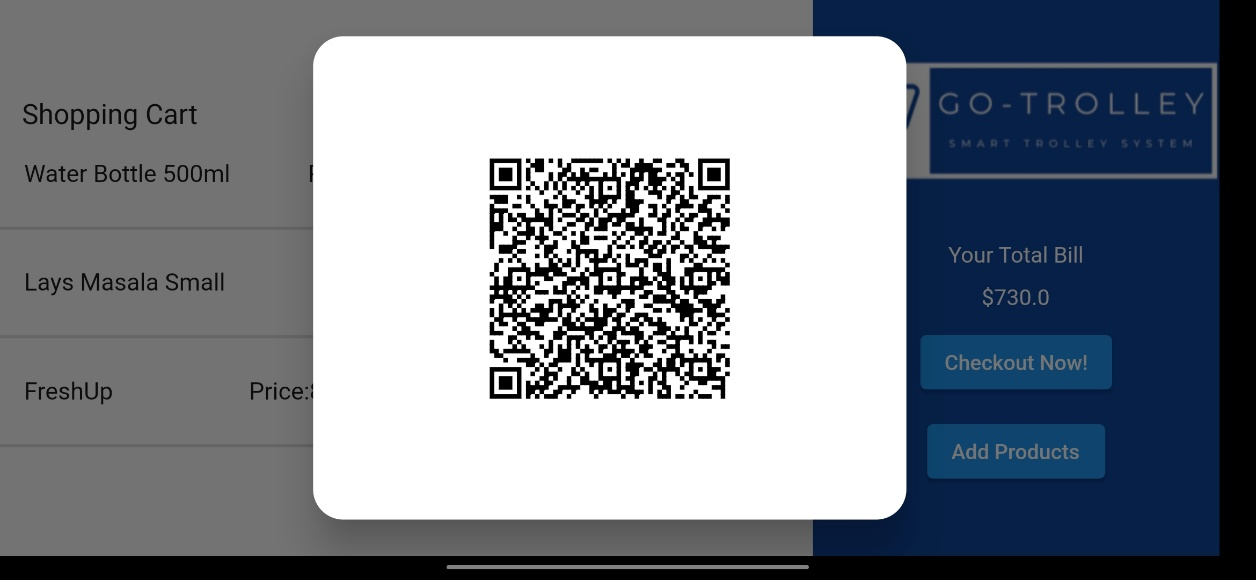 Shopping Cart
Water Bottle 500ml
Lays Masala Small
FreshUp Price:
GO-TROLLEY
SMART TROLLEY SYSTEM
Your Total Bill
$730.0
Checkout Now!
Add Products